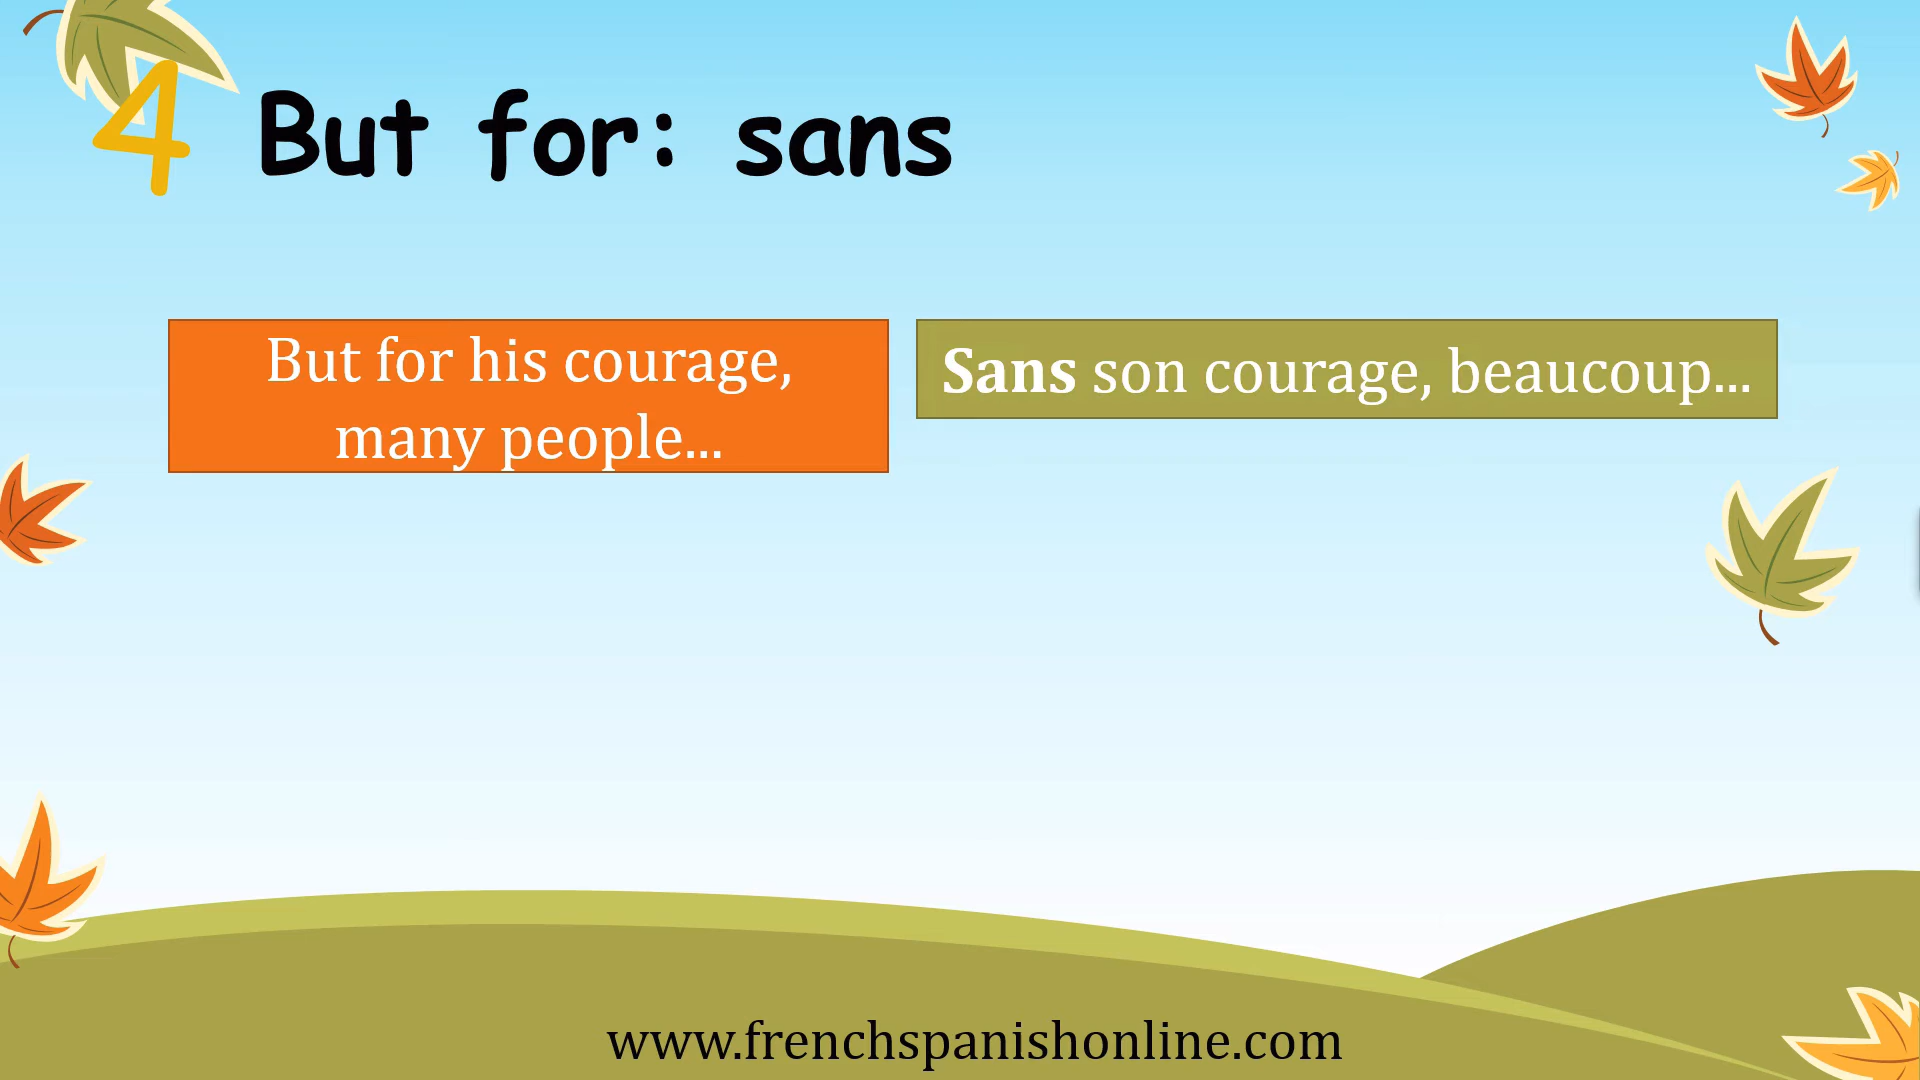 4 But for: sans
But for his courage,
many people...
Sans son courage, beaucoup...
www.frenchspanishonline.com